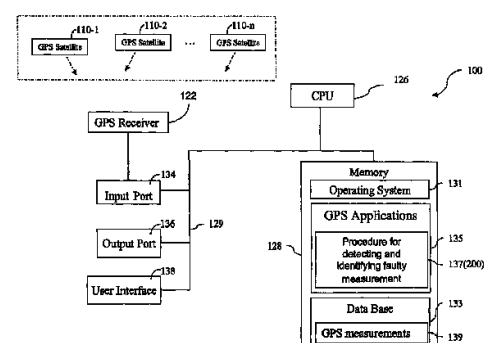 110-1
110-2
110-n
GPS Satellite
GPS Satellite
...
GPS Satellite
100
CPU
126
GPS Receiver
122
134
Input Port
136
Output Port
129
138
User Interface
Memory
Operating System
131
GPS Applications
128
135
Procedure for
detecting and
identifying faulty
measurement
137(200)
Data Base
133
GPS measurements
139